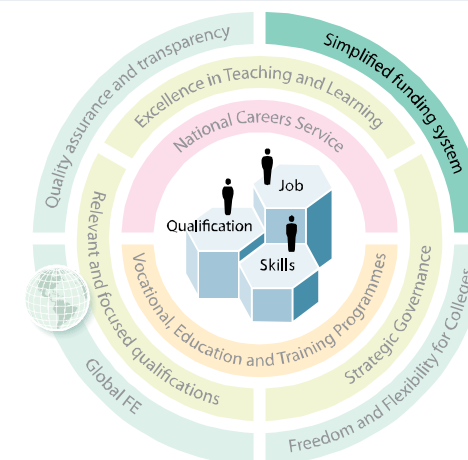 Quality assurance and transparency
Simplified funding system
Excellence in Teaching and Learning
National Careers Service
Job
Qualification
Skills
Relevant and focused qualifications
Vocational, Education and Training Programmes
Strategic Governance
Global FE
Freedom and Flexibility for Colleges